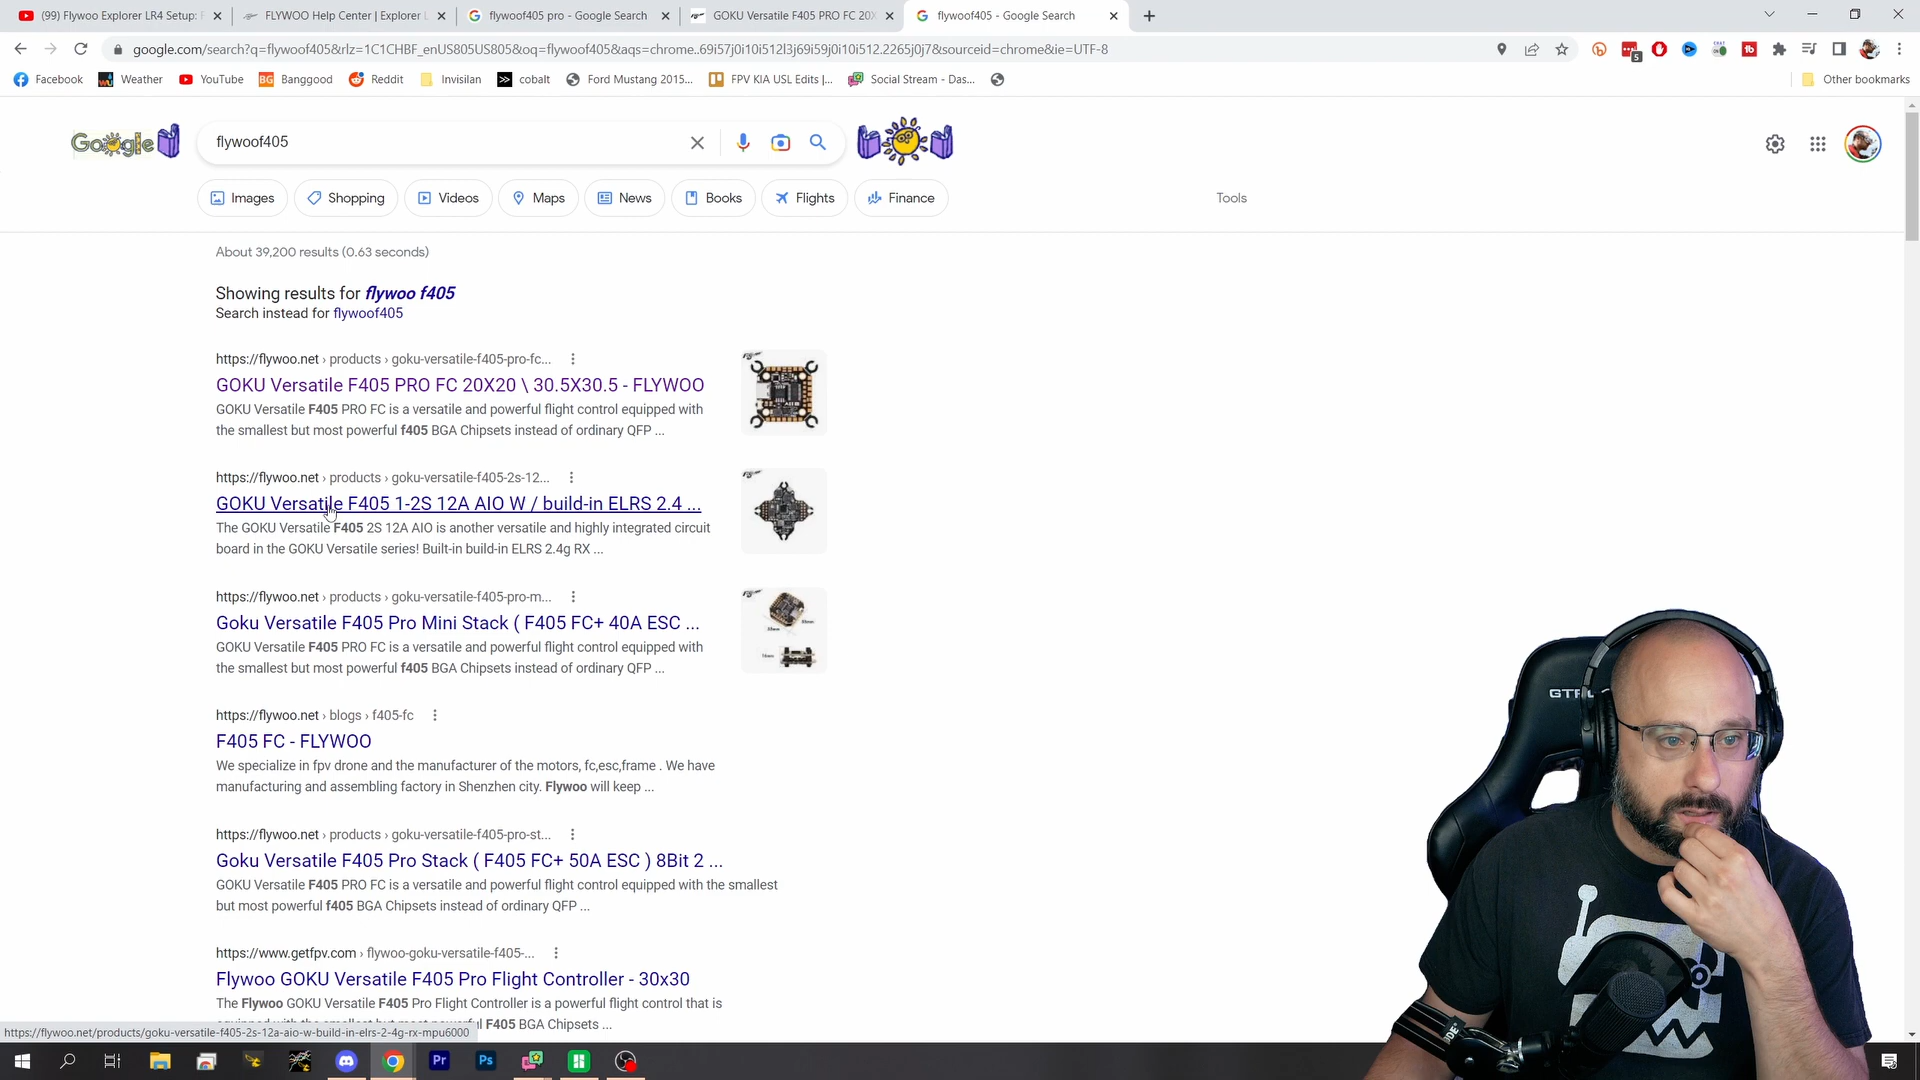 (99) Flywoo Explorer LR4 Setup: F
FLYWOO Help Center | Explorer L
flywoof405 pro - Google Search
GOKU Versatile F405 PRO FC 20X
flywoof405 - Google Search
google.com/search?q=flywoof405&rlz=1C1CHBF_enUS805US805&oq=flywoof405&aqs=chrome..69i57j0i10i512l3j69i59j0i10i512.2265j0j7&sourceid=chrome&ie=UTF-8
5
Facebook
Weather
YouTube
BG Banggood
Reddit
Invisilan
cobalt
Ford Mustang 2015...
FPV KIA USL Edits |...
Social Stream - Das...
Other bookmarks
Google
flywoof405
Images
Shopping
Videos
Maps
News
Books
Flights
Finance
Tools
About 39,200 results (0.63 seconds)
Showing results for flywoo f405
Search instead for flywoof405
https://flywoo.net › products › goku-versatile-f405-pro-fc...
GOKU Versatile F405 PRO FC 20X20 \ 30.5X30.5 - FLYWOO
GOKU Versatile F405 PRO FC is a versatile and powerful flight control equipped with
the smallest but most powerful f405 BGA Chipsets instead of ordinary QFP ...
https://flywoo.net › products › goku-versatile-f405-2s-12...
GOKU Versatile F405 1-2S 12A AIO W / build-in ELRS 2.4 ...
The GOKU Versatile F405 2S 12A AIO is another versatile and highly integrated circuit
board in the GOKU Versatile series! Built-in build-in ELRS 2.4g RX ...
https://flywoo.net › products › goku-versatile-f405-pro-m...
Goku Versatile F405 Pro Mini Stack ( F405 FC+ 40A ESC ...
GOKU Versatile F405 PRO FC is a versatile and powerful flight control equipped with
the smallest but most powerful f405 BGA Chipsets instead of ordinary QFP ...
https://flywoo.net › blogs › f405-fc
F405 FC - FLYWOO
We specialize in fpv drone and the manufacturer of the motors, fc,esc,frame . We have
manufacturing and assembling factory in Shenzhen city. Flywoo will keep ...
https://flywoo.net › products › goku-versatile-f405-pro-st...
Goku Versatile F405 Pro Stack ( F405 FC+ 50A ESC ) 8Bit 2 ...
GOKU Versatile F405 PRO FC is a versatile and powerful flight control equipped with the smallest
but most powerful f405 BGA Chipsets instead of ordinary QFP ...
https://www.getfpv.com › flywoo-goku-versatile-f405-...
Flywoo GOKU Versatile F405 Pro Flight Controller - 30x30
The Flywoo GOKU Versatile F405 Pro Flight Controller is a powerful flight control that is
F405 BGA Chipsets ...
https://flywoo.net/products/goku-versatile-f405-2s-12a-aio-w-build-in-elrs-2-4g-rx-mpu6000
Pr
Ps